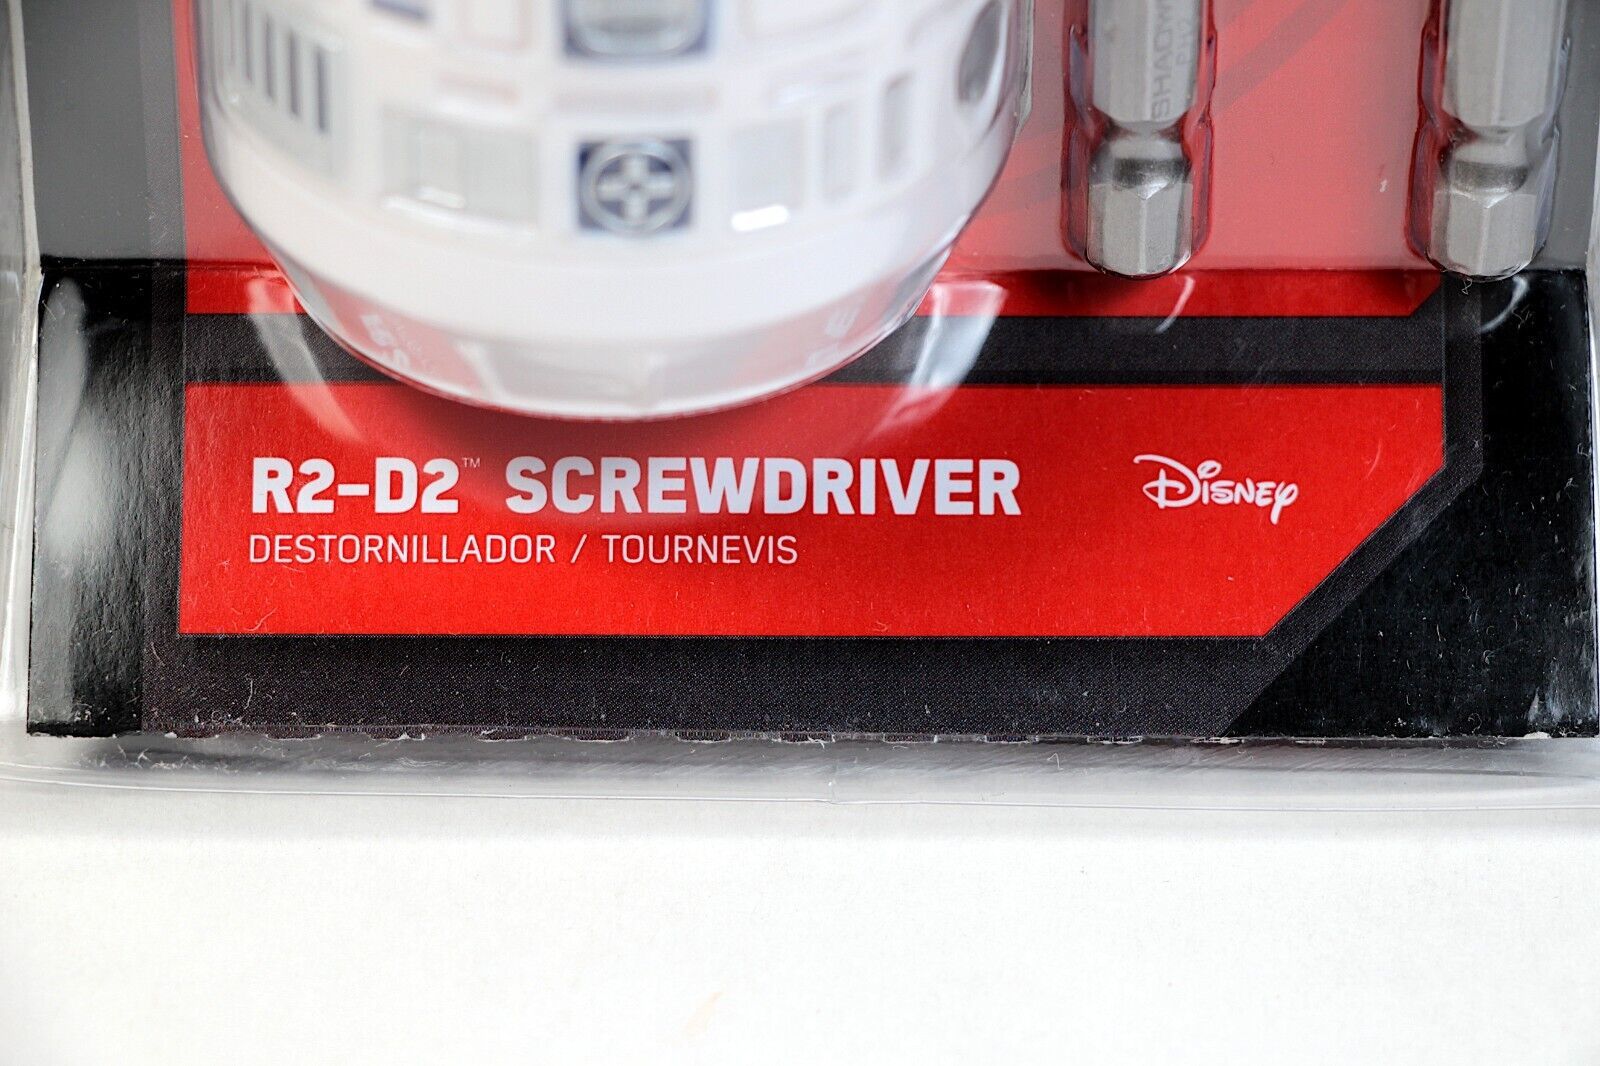 R2-D2™ SCREWDRIVER
DESTORNILLADOR / TOURNEVIS
Disney